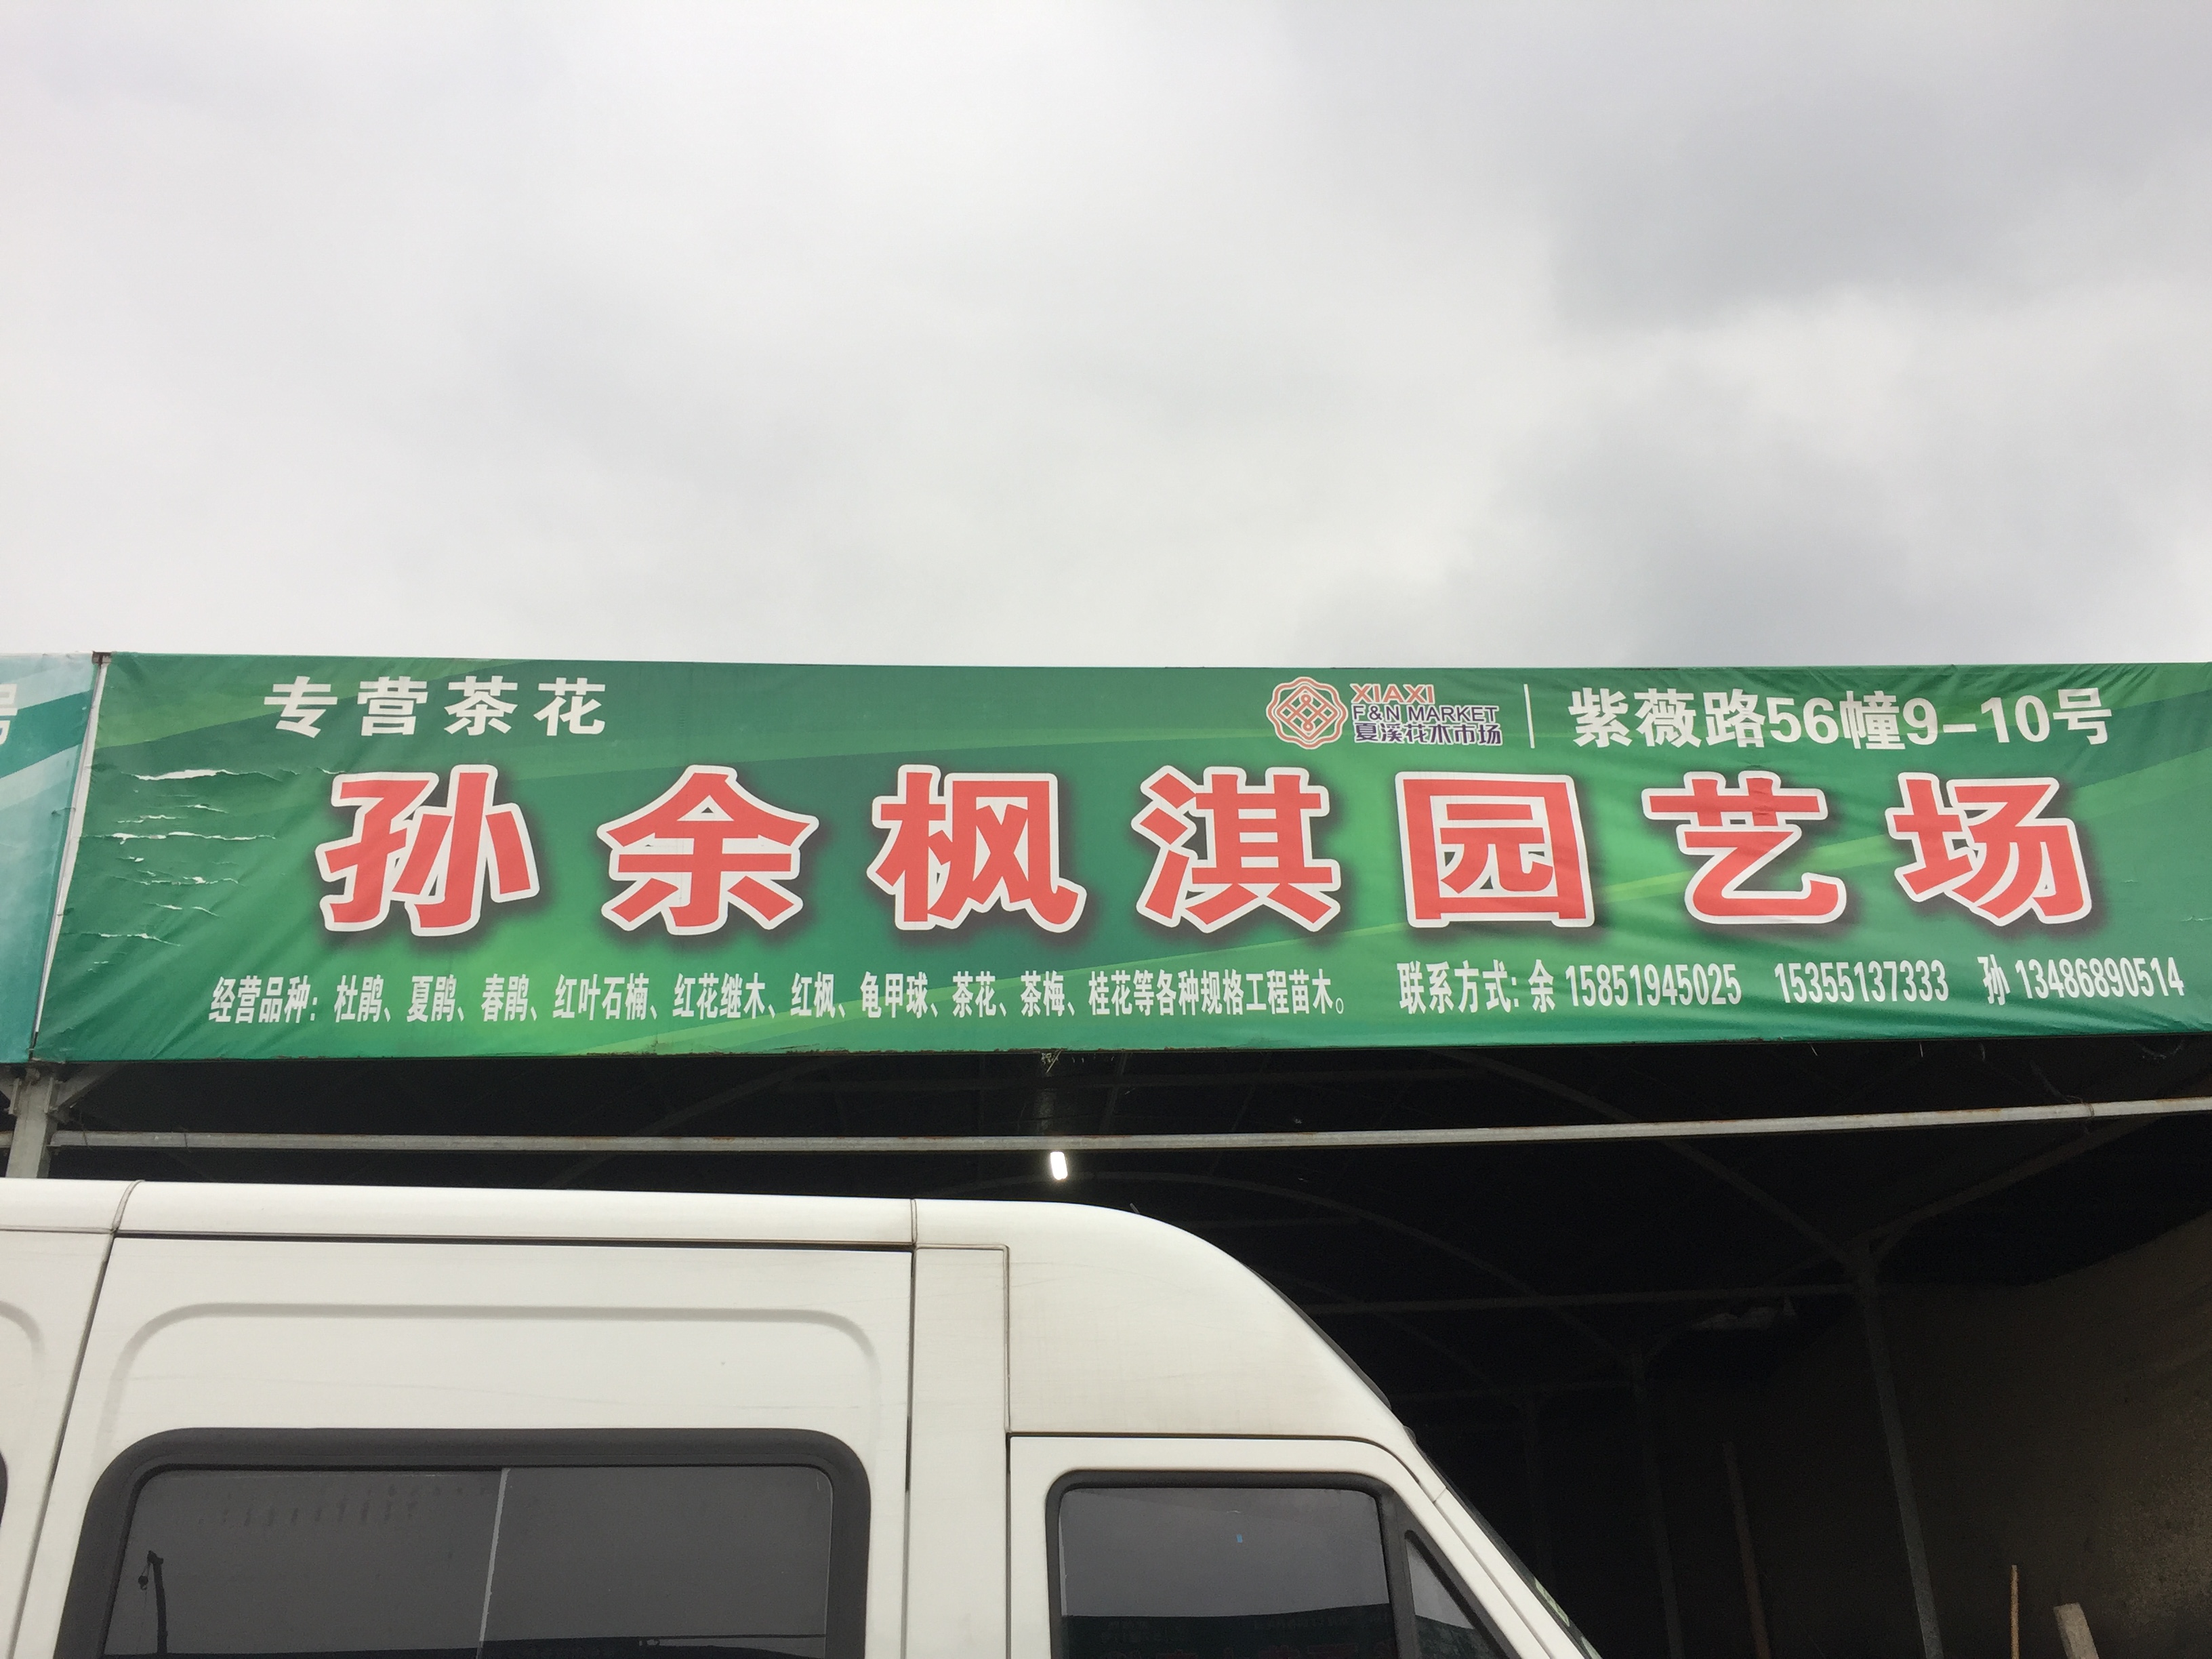 号
专营茶花
XIAXI
F&N MARKET
夏溪花木市场
紫薇路56幢9-10号
孙余枫淇园艺场
经营品种：杜鹃、夏鹃、春鹃、红叶石楠、红花继木、红枫、龟甲球、茶花、茶梅、桂花等各种规格工程苗木。
联系方式：余 15851945025 15355137333 孙 13486890514